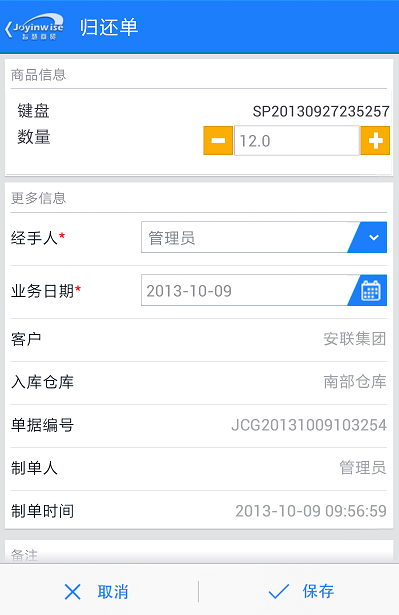 Joyinwise
智慧商贸
归还单
商品信息
键盘 SP20130927235257
数量 12.0
更多信息
经手人* 管理员
业务日期* 2013-10-09
客户 安联集团
入库仓库 南部仓库
单据编号 JCG20131009103254
制单人 管理员
制单时间 2013-10-09 09:56:59
备注
取消 保存